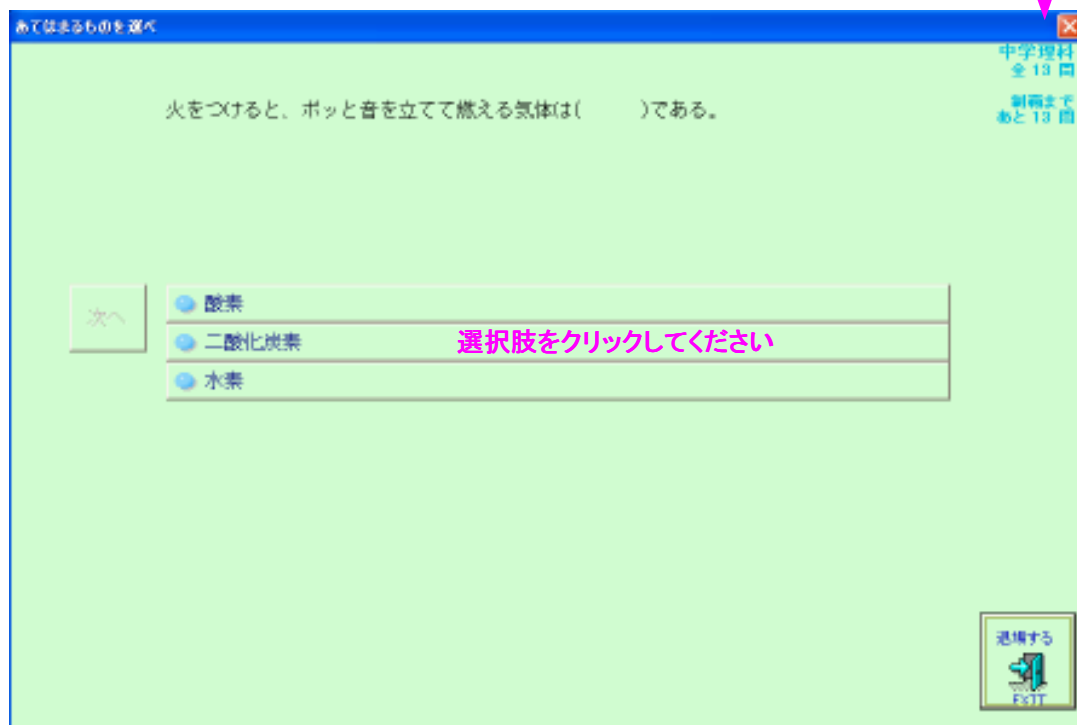 あてはまるものを選べ
中学理科
全 13 問
制覇まで
あと 13 問
火をつけると、ポッと音を立てて燃える気体は(　　　)である。
次へ
酸素
二酸化炭素
選択肢をクリックしてください
水素
退場する
EXIT